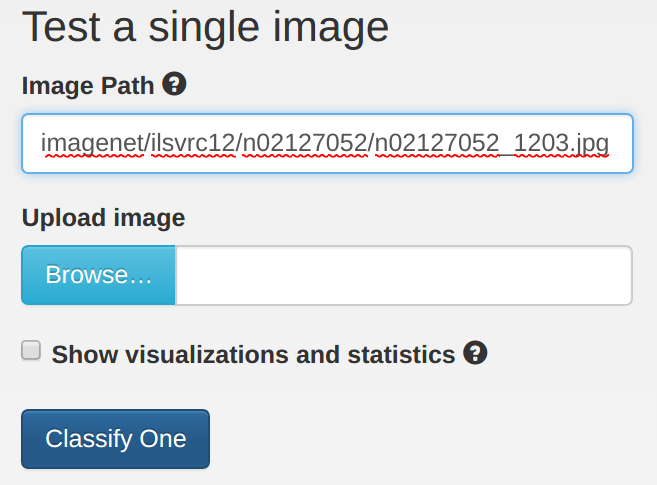 Test a single image
Image Path ?
imagenet/ilsvrc12/n02127052/n02127052_1203.jpg
Upload image
Browse…
Show visualizations and statistics ?
Classify One